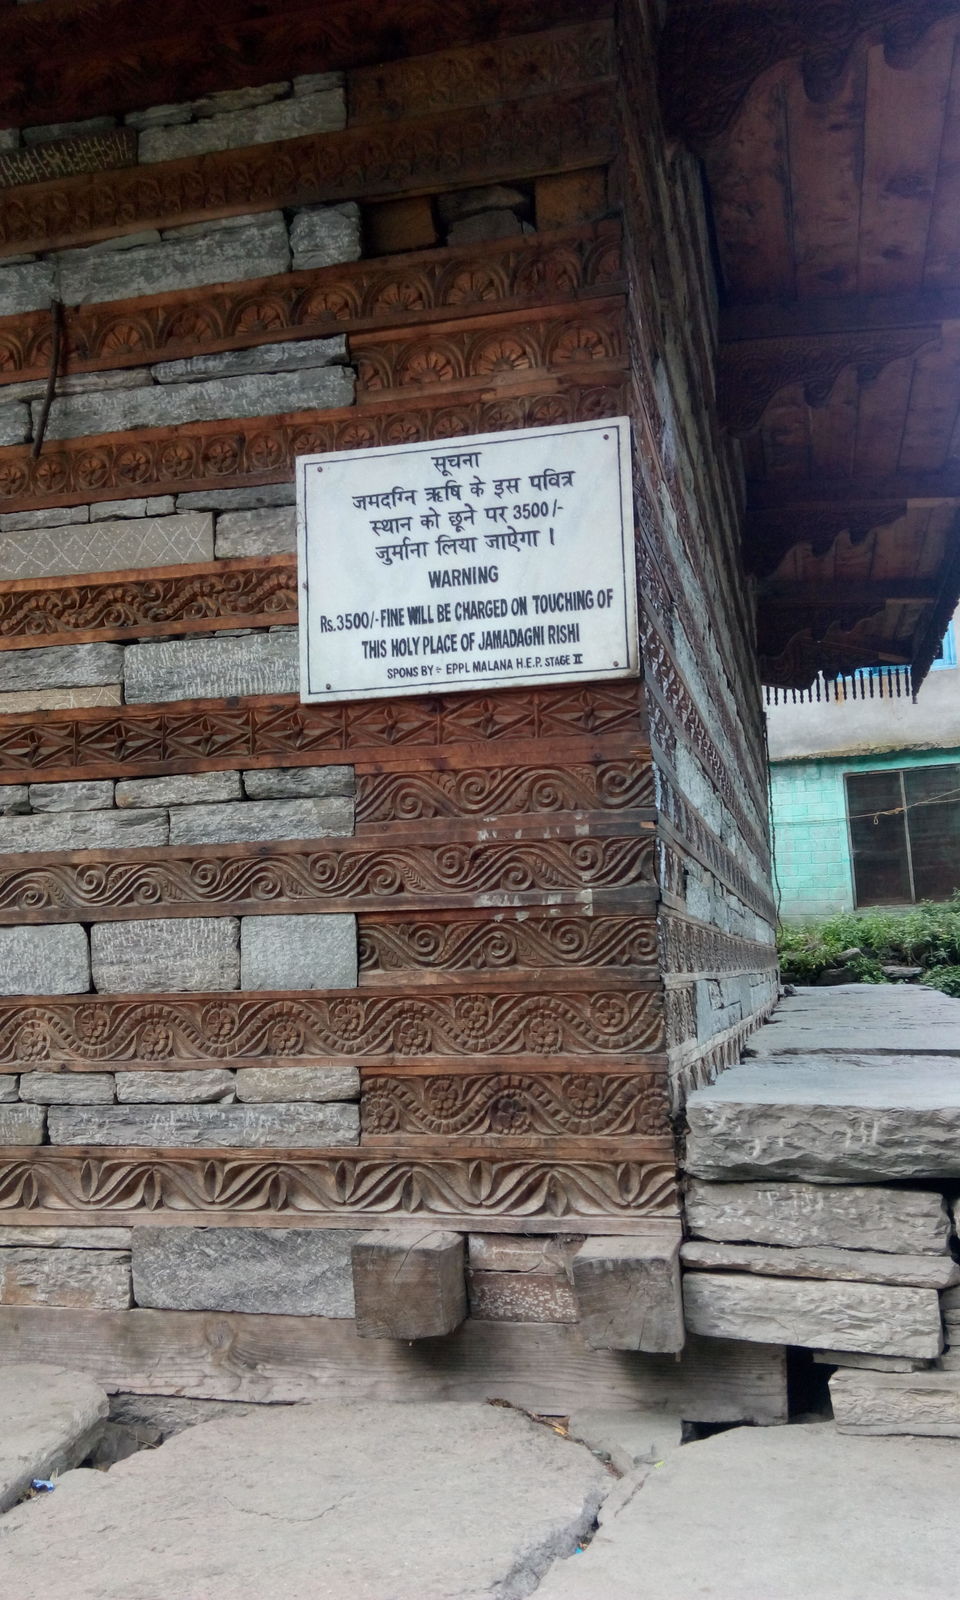 सूचना
जमदग्नि ऋषि के इस पवित्र
स्थान को छूने पर 3500/-
जुर्माना लिया जाऐगा ।
WARNING
Rs.3500/-FINE WILL BE CHARGED ON TOUCHING OF
THIS HOLY PLACE OF JAMADAGNI RISHI
SPONS BY÷ EPPL MALANA H.E.P. STAGE II